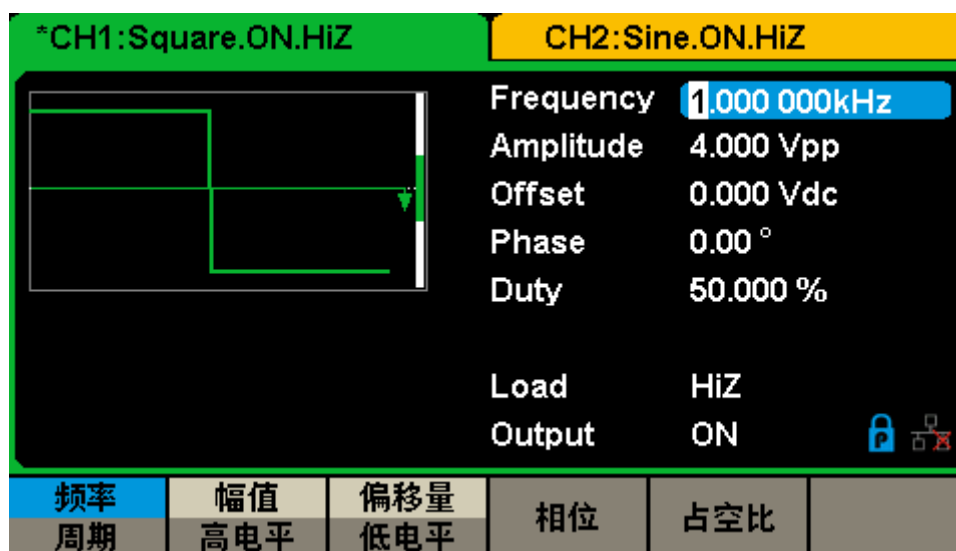 *CH1:Square.ON.HiZ
CH2:Sine.ON.HiZ
Frequency 1.000 000kHz
Amplitude 4.000 Vpp
Offset 0.000 Vdc
Phase 0.00 °
Duty 50.000 %
Load HiZ
Output ON
P
频率 幅值 偏移量 相位 占空比
周期 高电平 低电平